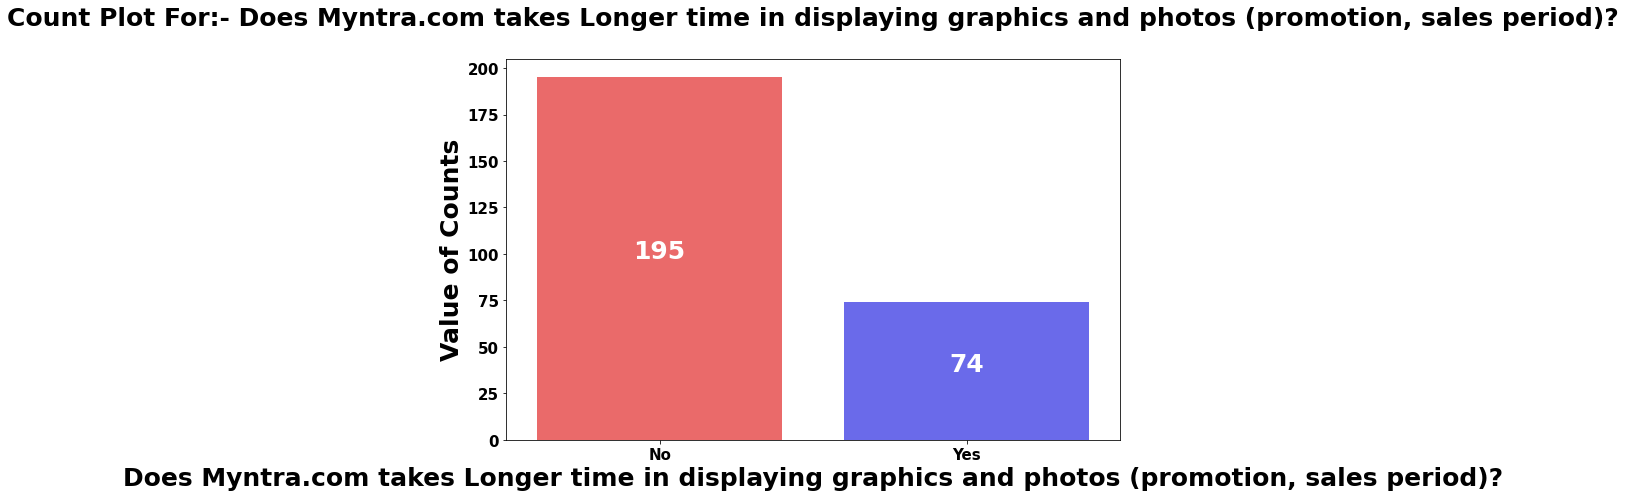 Count Plot For:- Does Myntra.com takes Longer time in displaying graphics and photos (promotion, sales period)?
Value of Counts
200
175
150
125
100
75
50
25
0
195
74
No
Yes
Does Myntra.com takes Longer time in displaying graphics and photos (promotion, sales period)?